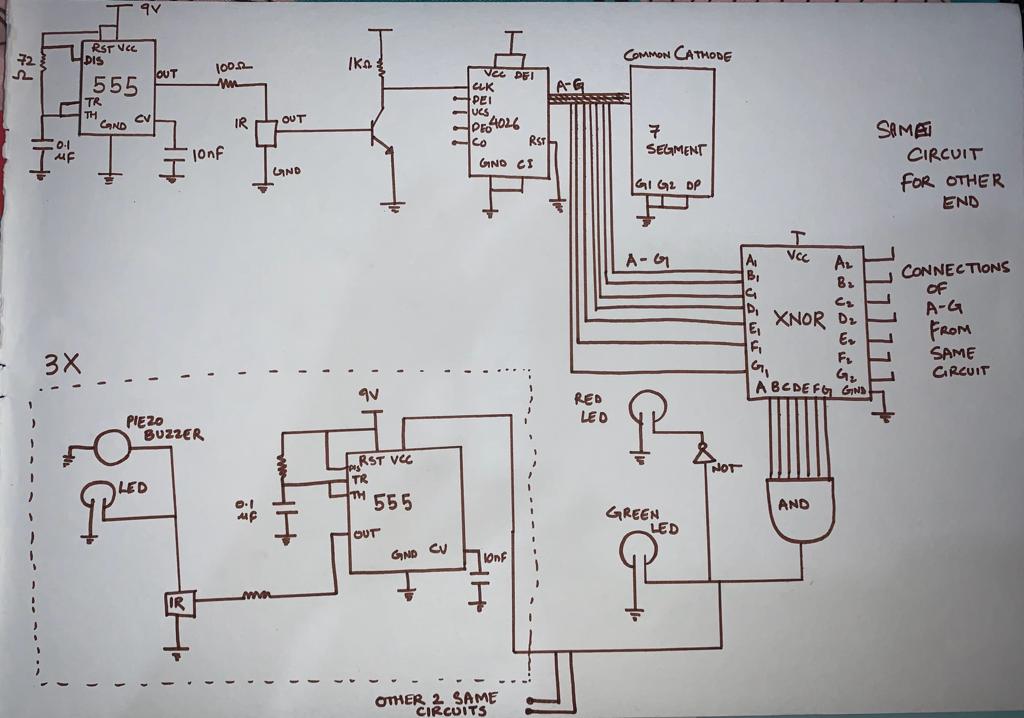 9V
72
Ω
RST VCC
DIS
555
OUT
TR
TH
GND
CV
0.1
µF
10nF
100Ω
IR
OUT
GND
1KΩ
VCC DEI
CLK
DEI
UCS
DEO
CO
4026
RST
GND CI
A-G
COMMON CATHODE
7
SEGMENT
G1 G2 DP
SAME
CIRCUIT
FOR OTHER
END
A-G
VCC
A1
B1
C1
D1
E1
F1
G1
XNOR
A2
B2
C2
D2
E2
F2
G2
GND
A B C D E F G
CONNECTIONS
OF
A-G
FROM
SAME
CIRCUIT
3X
PIEZO
BUZZER
LED
IR
9V
RST VCC
DIS
TR
TH
555
OUT
GND
CV
0.1
µF
10nF
RED
LED
NOT
GREEN
LED
AND
OTHER 2 SAME
CIRCUITS